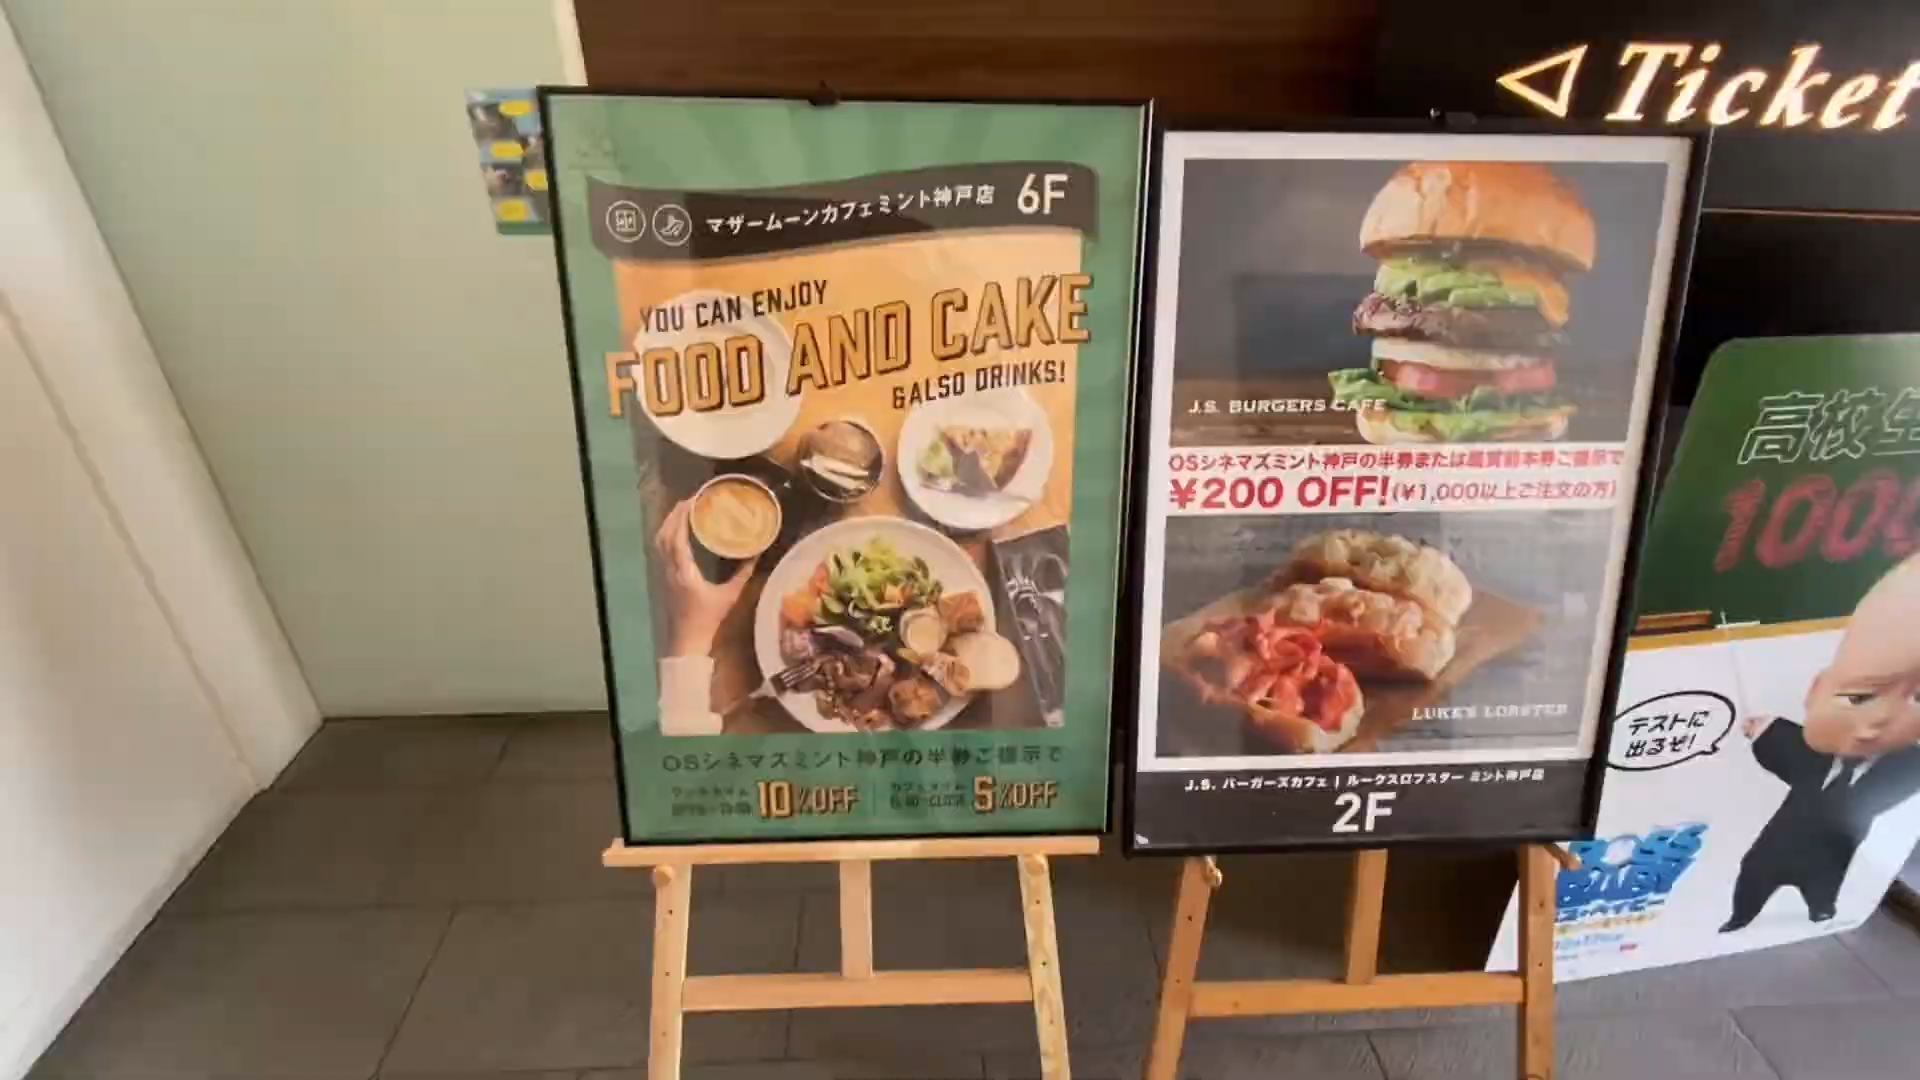 マザームーンカフェミント神戸店 6F
YOU CAN ENJOY
FOOD AND CAKE
&ALSO DRINKS!
OSシネマズミント神戸の半券ご提示で
10%OFF
5%OFF
J.S. BURGERS CAFE
OSシネマズミント神戸の半券または鑑賞前本券ご提示で
¥200 OFF!(¥1,000以上ご注文の方)
LUKE'S LOBSTER
J.S. バーガーズカフェ | ルークスロブスター ミント神戸店
2F
Ticket
高校生
テストに
出るぞ!
BOSS
BABY